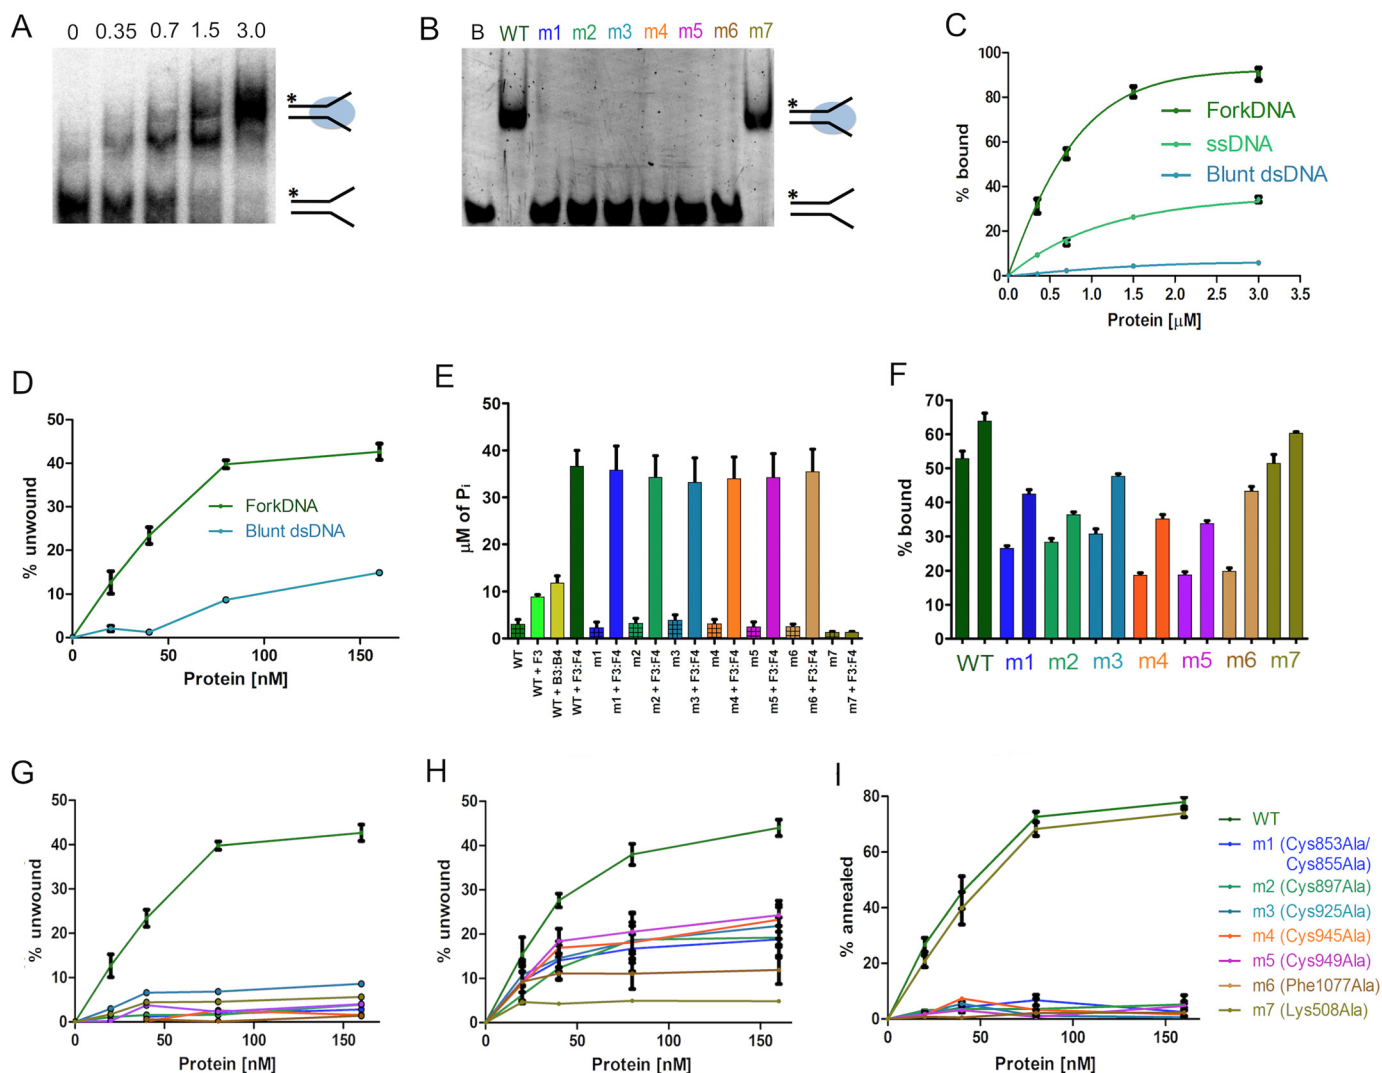 A
0 0.35 0.7 1.5 3.0
*
*
B
B WT m1 m2 m3 m4 m5 m6 m7
*
*
C
100
80
60
40
20
0
% bound
ForkDNA
ssDNA
Blunt dsDNA
0.0 0.5 1.0 1.5 2.0 2.5 3.0 3.5
Protein [μM]
D
50
40
30
20
10
0
% unwound
ForkDNA
Blunt dsDNA
0 50 100 150
Protein [nM]
E
50
40
30
20
10
0
μM of Pi
WT
WT + F3
WT + B3:B4
WT + F3:F4
m1
m1 + F3:F4
m2
m2 + F3:F4
m3
m3 + F3:F4
m4
m4 + F3:F4
m5
m5 + F3:F4
m6
m6 + F3:F4
m7
m7 + F3:F4
F
70
60
50
40
30
20
10
0
% bound
WT m1 m2 m3 m4 m5 m6 m7
G
50
40
30
20
10
0
% unwound
0 50 100 150
Protein [nM]
H
50
40
30
20
10
0
% unwound
0 50 100 150
Protein [nM]
I
80
60
40
20
0
% annealed
0 50 100 150
Protein [nM]
WT
m1 (Cys853Ala/
Cys855Ala)
m2 (Cys897Ala)
m3 (Cys925Ala)
m4 (Cys945Ala)
m5 (Cys949Ala)
m6 (Phe1077Ala)
m7 (Lys508Ala)